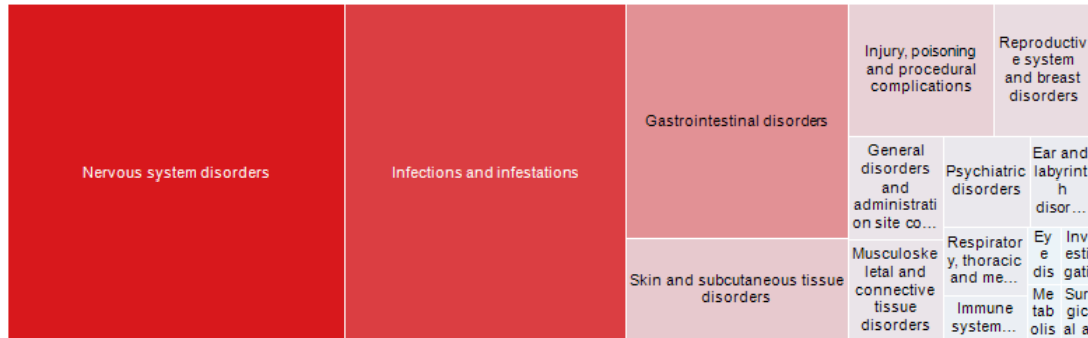 Nervous system disorders
Infections and infestations
Gastrointestinal disorders
Skin and subcutaneous tissue
disorders
Injury, poisoning
and procedural
complications
Reproductiv
e system
and breast
disorders
General
disorders
and
administrati
on site co...
Psychiatric
disorders
Ear and
labyrint
h
disor...
Musculoske
letal and
connective
tissue
disorders
Respirator
y, thoracic
and me...
Immune
system...
Ey
e
dis
Inv
esti
gati
Me
tab
olis
Sur
gic
al a